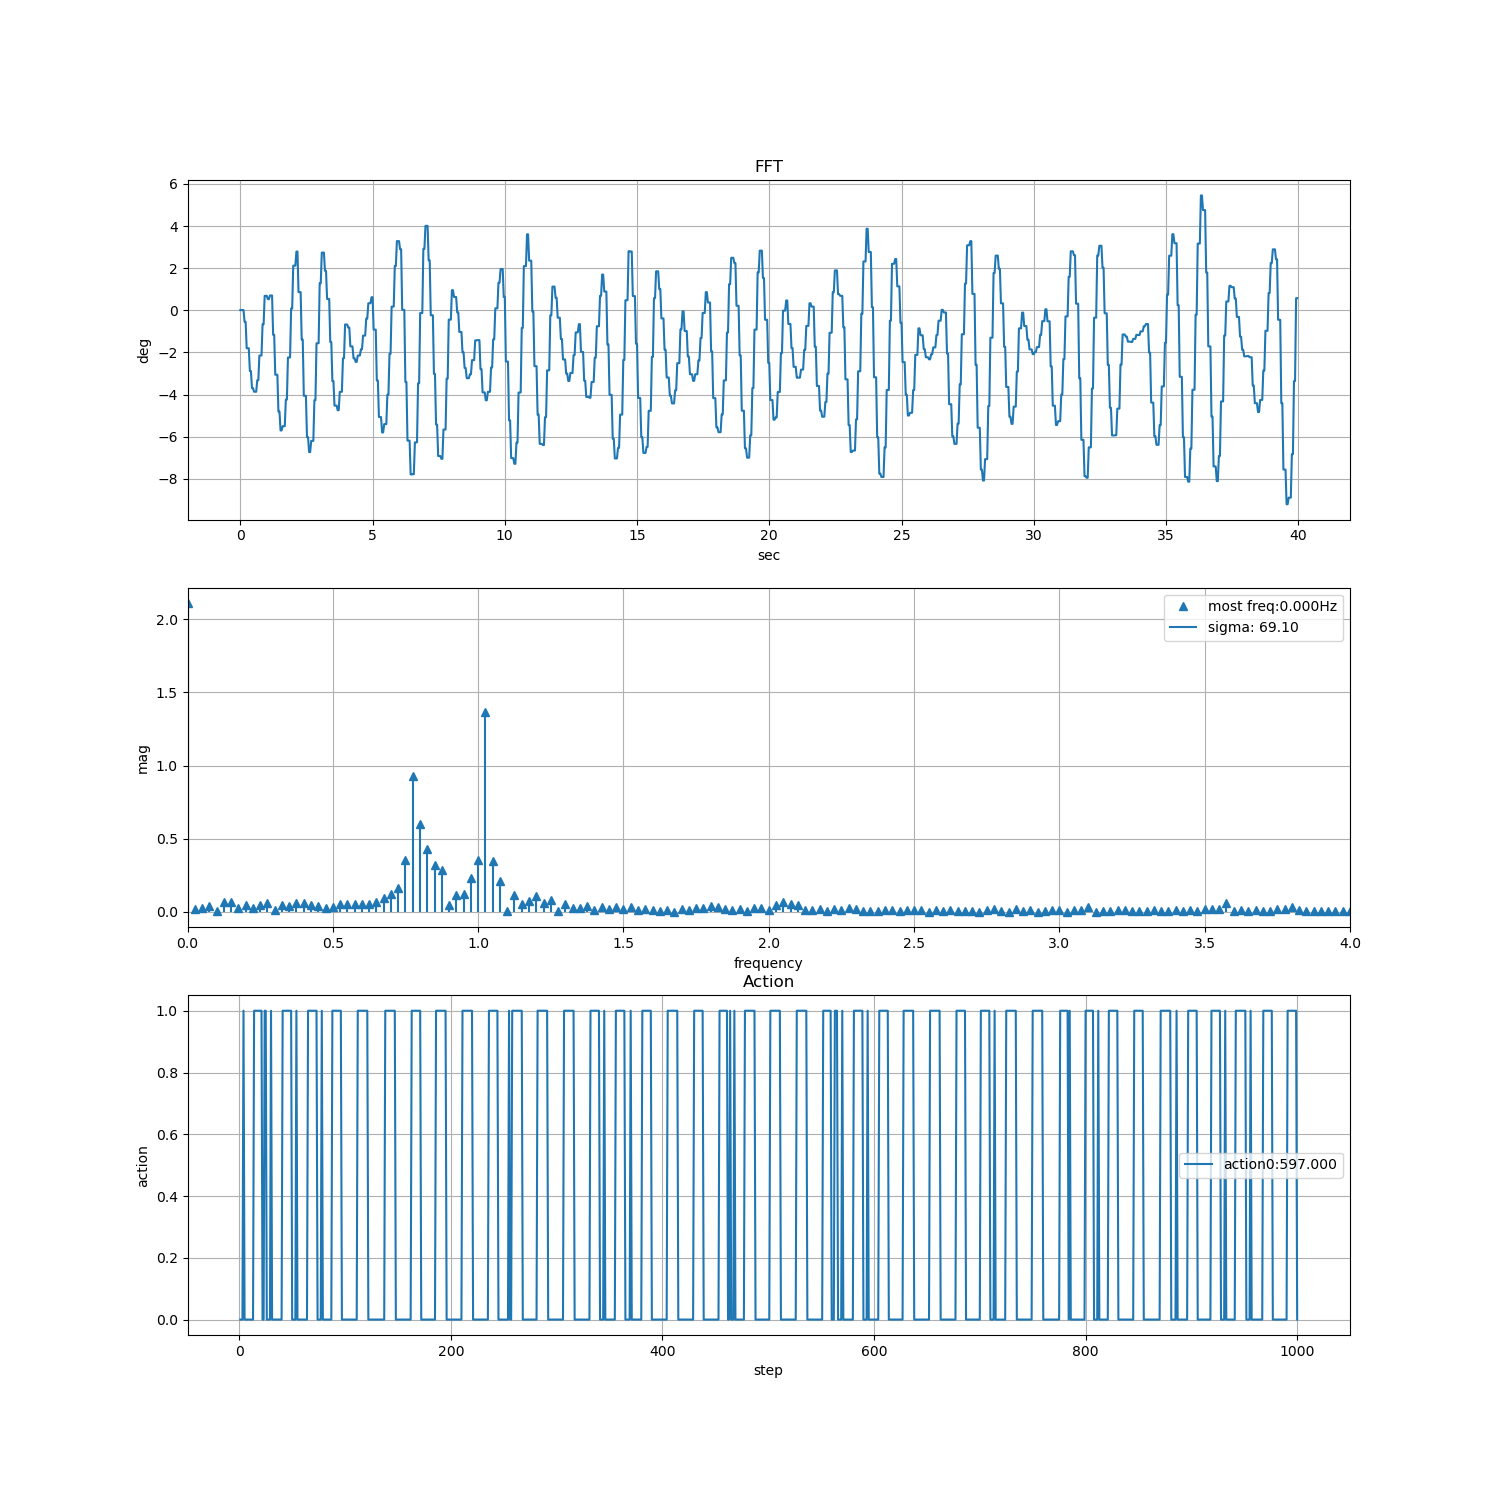 FFT
6
4
2
0
−2
−4
−6
−8
deg
0 5 10 15 20 25 30 35 40
sec
most freq:0.000Hz
sigma: 69.10
2.0
1.5
1.0
0.5
0.0
mag
0.0 0.5 1.0 1.5 2.0 2.5 3.0 3.5 4.0
frequency
Action
1.0
0.8
0.6
0.4
0.2
0.0
action
action0:597.000
0 200 400 600 800 1000
step